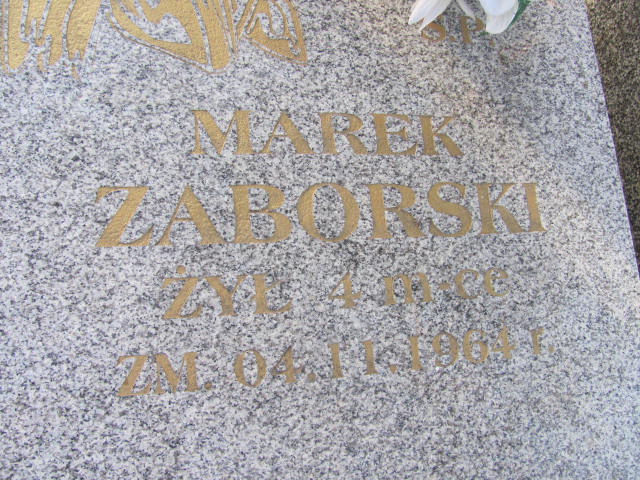 Ś.P.
MAREK
ZABORSKI
ŻYŁ 4 m-ce
ZM. 04.11.1964 r.